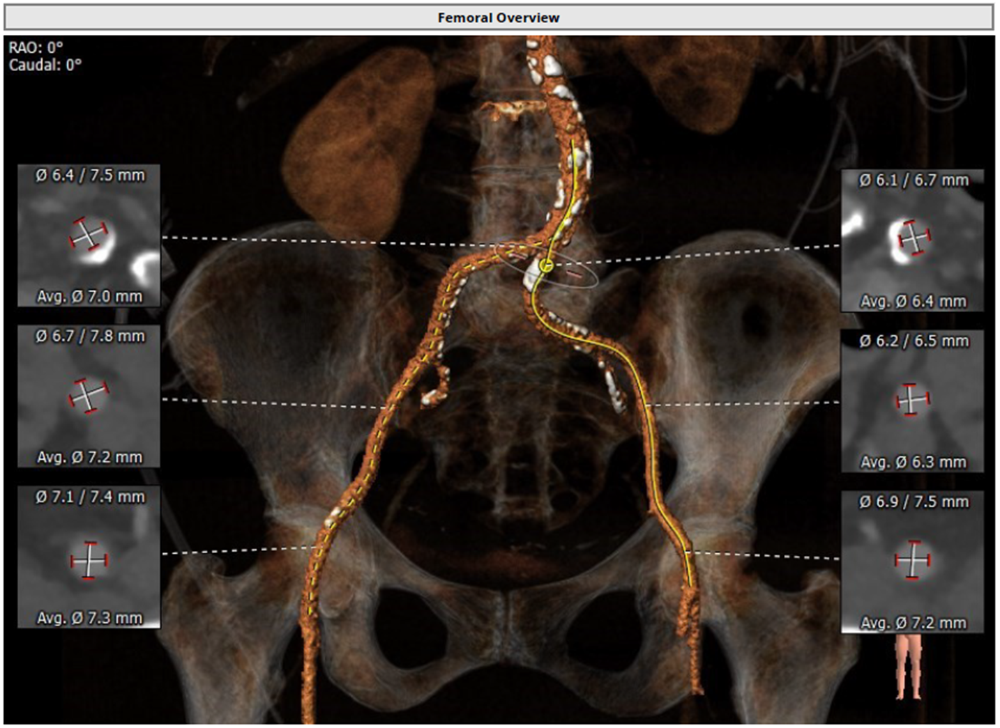 Femoral Overview
RAO: 0°
Caudal: 0°
Ø 6.4 / 7.5 mm
Avg. Ø 7.0 mm
Ø 6.7 / 7.8 mm
Avg. Ø 7.2 mm
Ø 7.1 / 7.4 mm
Avg. Ø 7.3 mm
Ø 6.1 / 6.7 mm
Avg. Ø 6.4 mm
Ø 6.2 / 6.5 mm
Avg. Ø 6.3 mm
Ø 6.9 / 7.5 mm
Avg. Ø 7.2 mm